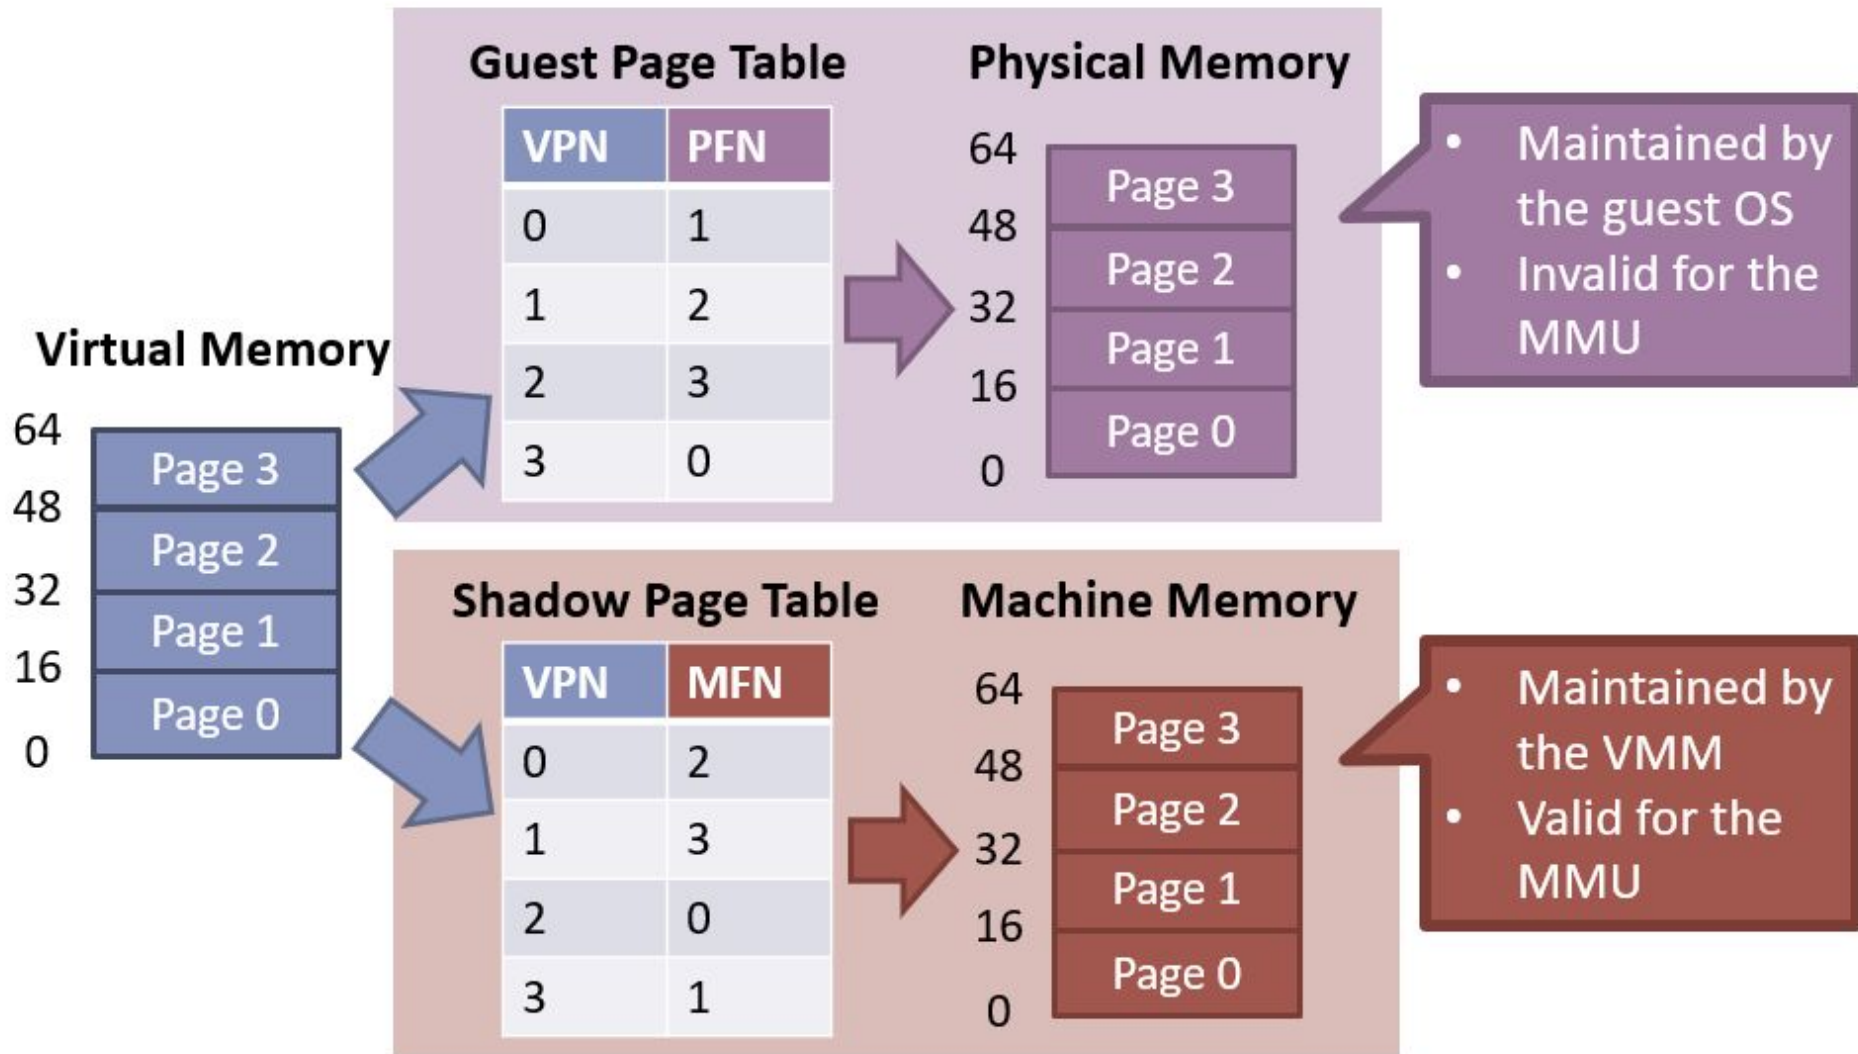 Guest Page Table
Physical Memory
VPN PFN
0 1
1 2
2 3
3 0
64
Page 3
48
Page 2
32
Page 1
16
Page 0
0
• Maintained by
the guest OS
• Invalid for the
MMU
Virtual Memory
64
Page 3
48
Page 2
32
Page 1
16
Page 0
0
Shadow Page Table
Machine Memory
VPN MFN
0 2
1 3
2 0
3 1
64
Page 3
48
Page 2
32
Page 1
16
Page 0
0
• Maintained by
the VMM
• Valid for the
MMU